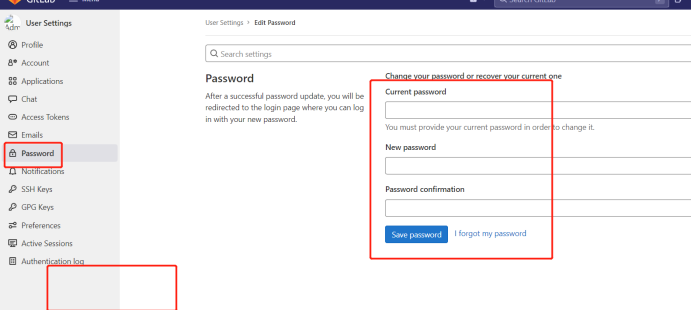 GitLab
Menu
Search GitLab
User Settings
Profile
Account
Applications
Chat
Access Tokens
Emails
Password
Notifications
SSH Keys
GPG Keys
Preferences
Active Sessions
Authentication log
User Settings > Edit Password
Search settings
Password
After a successful password update, you will be
redirected to the login page where you can log
in with your new password.
Change your password or recover your current one
Current password
You must provide your current password in order to change it.
New password
Password confirmation
Save password
I forgot my password